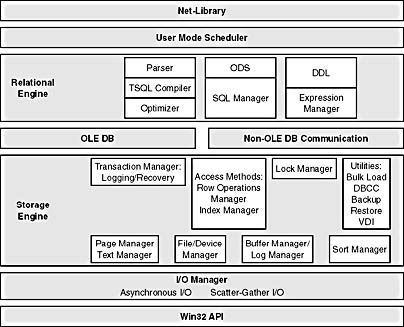 Net-Library
User Mode Scheduler
Relational
Engine
Parser
TSQL Compiler
Optimizer
ODS
SQL Manager
DDL
Expression
Manager
OLE DB
Non-OLE DB Communication
Storage
Engine
Transaction Manager:
Logging/Recovery
Access Methods:
Row Operations
Manager
Index Manager
Lock Manager
Utilities:
Bulk Load
DBCC
Backup
Restore
VDI
Page Manager
Text Manager
File/Device
Manager
Buffer Manager/
Log Manager
Sort Manager
I/O Manager
Asynchronous I/O Scatter-Gather I/O
Win32 API